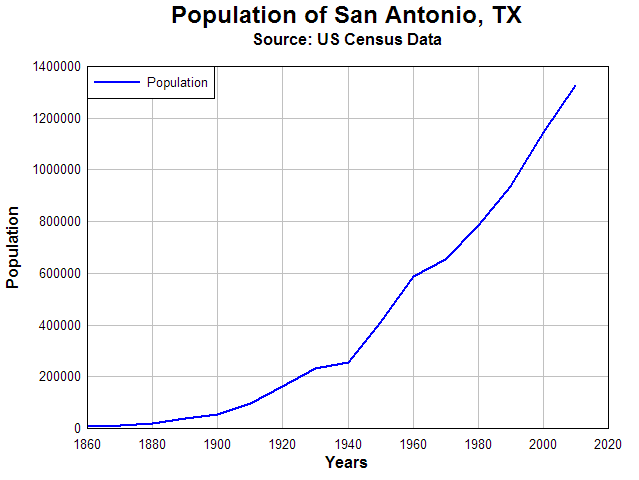 Population of San Antonio, TX
Source: US Census Data
Population
1400000
1200000
1000000
800000
600000
400000
200000
0
Population
1860 1880 1900 1920 1940 1960 1980 2000 2020
Years